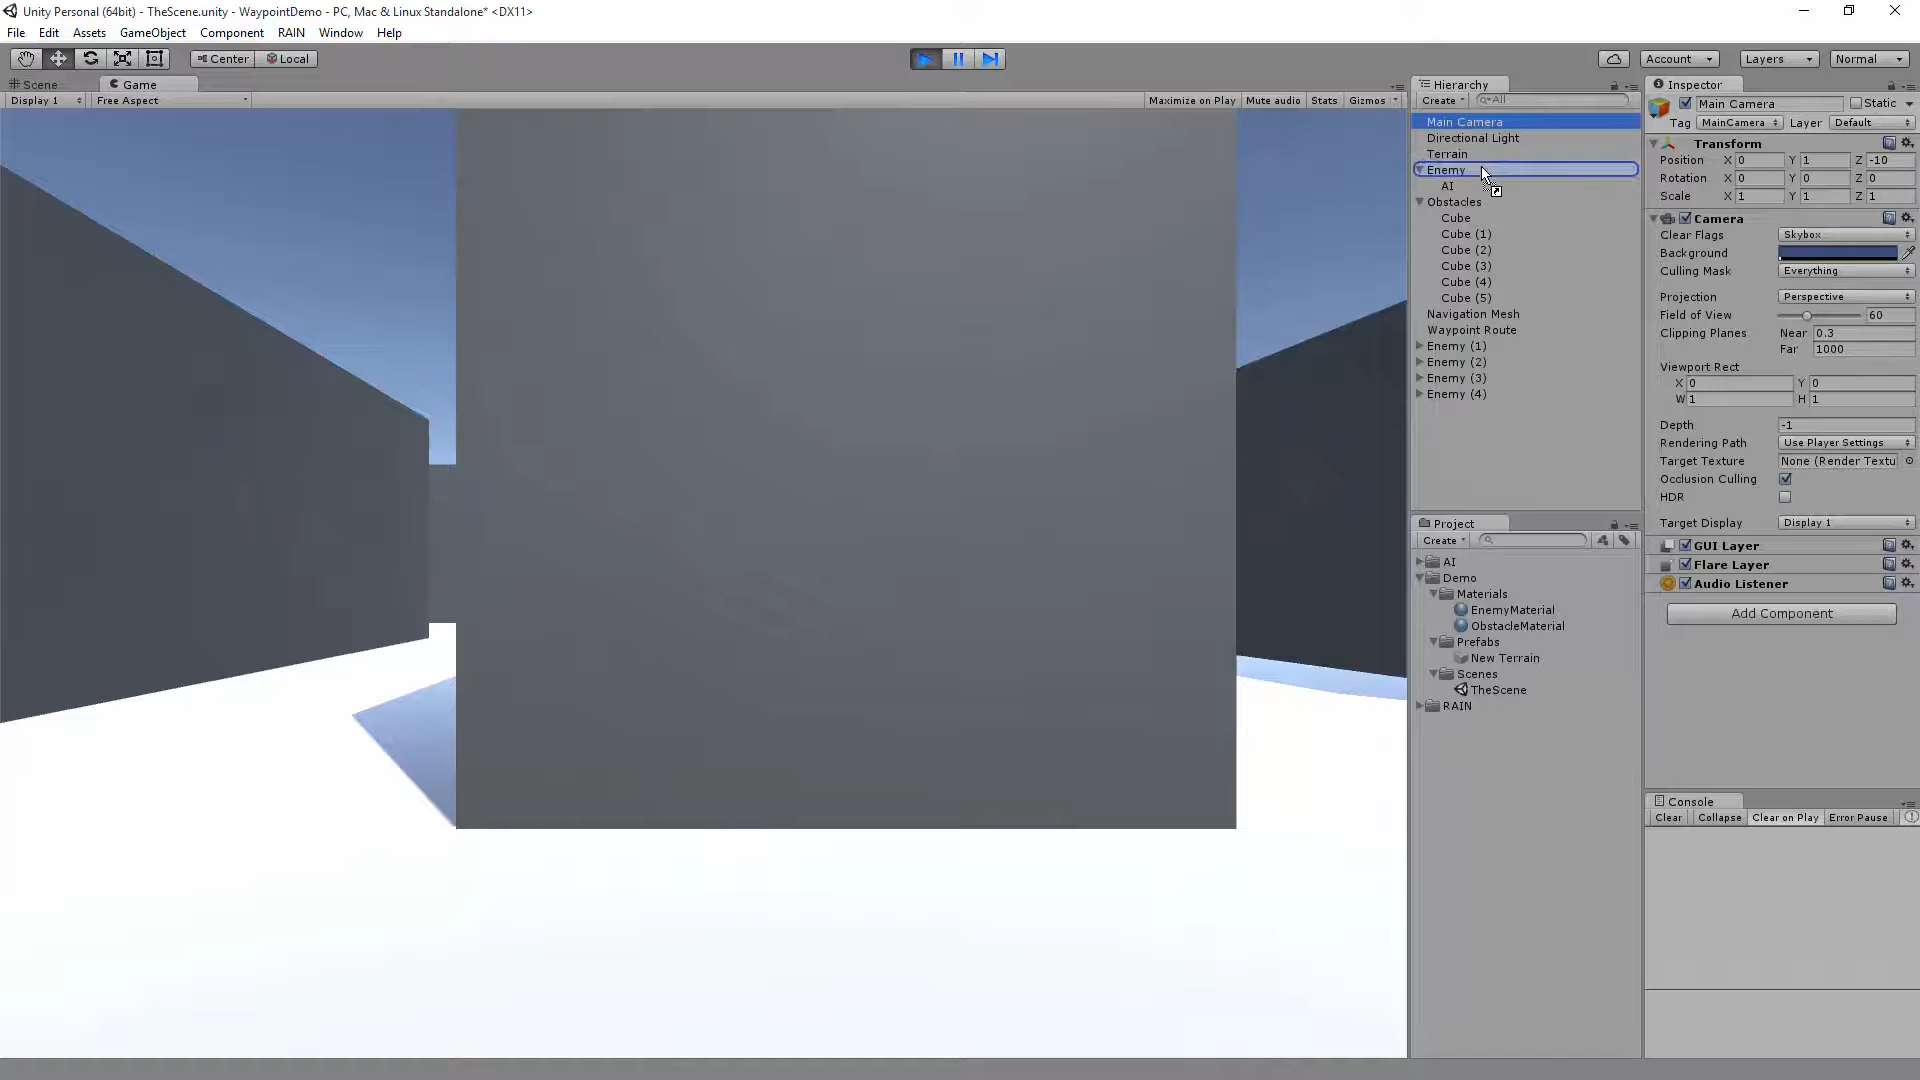 Unity Personal (64bit) - TheScene.unity - WaypointDemo - PC, Mac & Linux Standalone* <DX11>
File Edit Assets GameObject Component RAIN Window Help
Center Local Account Layers Normal
Scene Game Hierarchy Inspector
Display 1 Free Aspect Maximize on Play Mute audio Stats Gizmos Create All
Main Camera Static
Tag MainCamera Layer Default
Main Camera
Directional Light
Terrain
Enemy
AI
Obstacles
Cube
Cube (1)
Cube (2)
Cube (3)
Cube (4)
Cube (5)
Navigation Mesh
Waypoint Route
Enemy (1)
Enemy (2)
Enemy (3)
Enemy (4)
Transform
Position X 0 Y 1 Z -10
Rotation X 0 Y 0 Z 0
Scale X 1 Y 1 Z 1
Camera
Clear Flags Skybox
Background
Culling Mask Everything
Projection Perspective
Field of View 60
Clipping Planes Near 0.3
Far 1000
Viewport Rect
X 0 Y 0
W 1 H 1
Depth -1
Rendering Path Use Player Settings
Target Texture None (Render Textu
Occlusion Culling
HDR
Target Display Display 1
GUI Layer
Flare Layer
Audio Listener
Add Component
Project
Create
AI
Demo
Materials
EnemyMaterial
ObstacleMaterial
Prefabs
New Terrain
Scenes
TheScene
RAIN
Console
Clear Collapse Clear on Play Error Pause